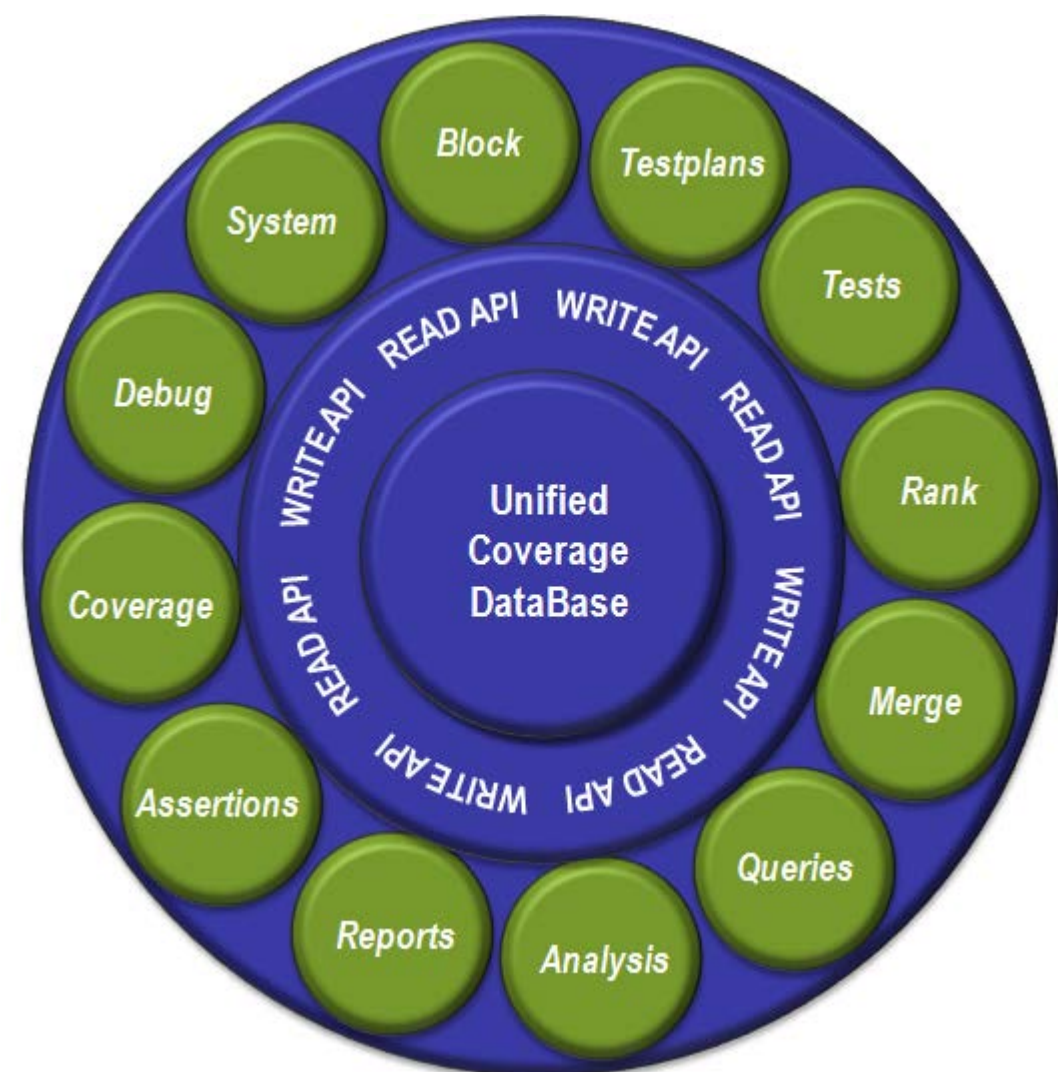 Block
Testplans
Tests
Rank
Merge
Queries
Analysis
Reports
Assertions
Coverage
Debug
System
READ API
WRITE API
READ API
WRITE API
READ API
WRITE API
READ API
WRITE API
Unified
Coverage
DataBase